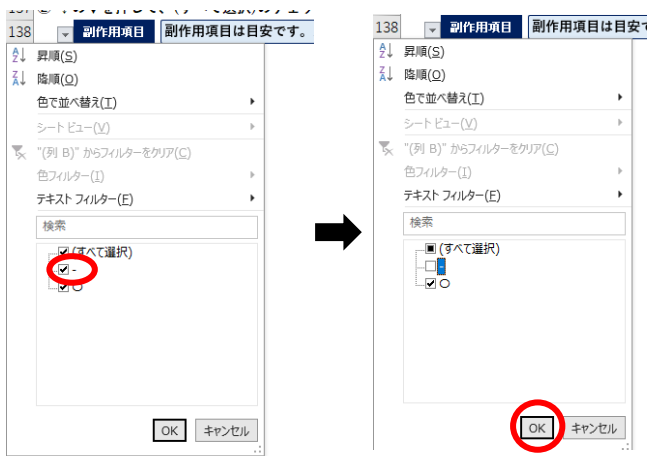 138 副作用項目 副作用項目は目安です。
昇順(S)
降順(O)
色で並べ替え(T)
シート ビュー(V)
"(列 B)" からフィルターをクリア(C)
色フィルター(I)
テキスト フィルター(F)
検索
(すべて選択)
-
○
OK キャンセル
138 副作用項目 副作用項目は目安
昇順(S)
降順(O)
色で並べ替え(T)
シート ビュー(V)
"(列 B)" からフィルターをクリア(C)
色フィルター(I)
テキスト フィルター(F)
検索
(すべて選択)
-
○
OK キャンセル